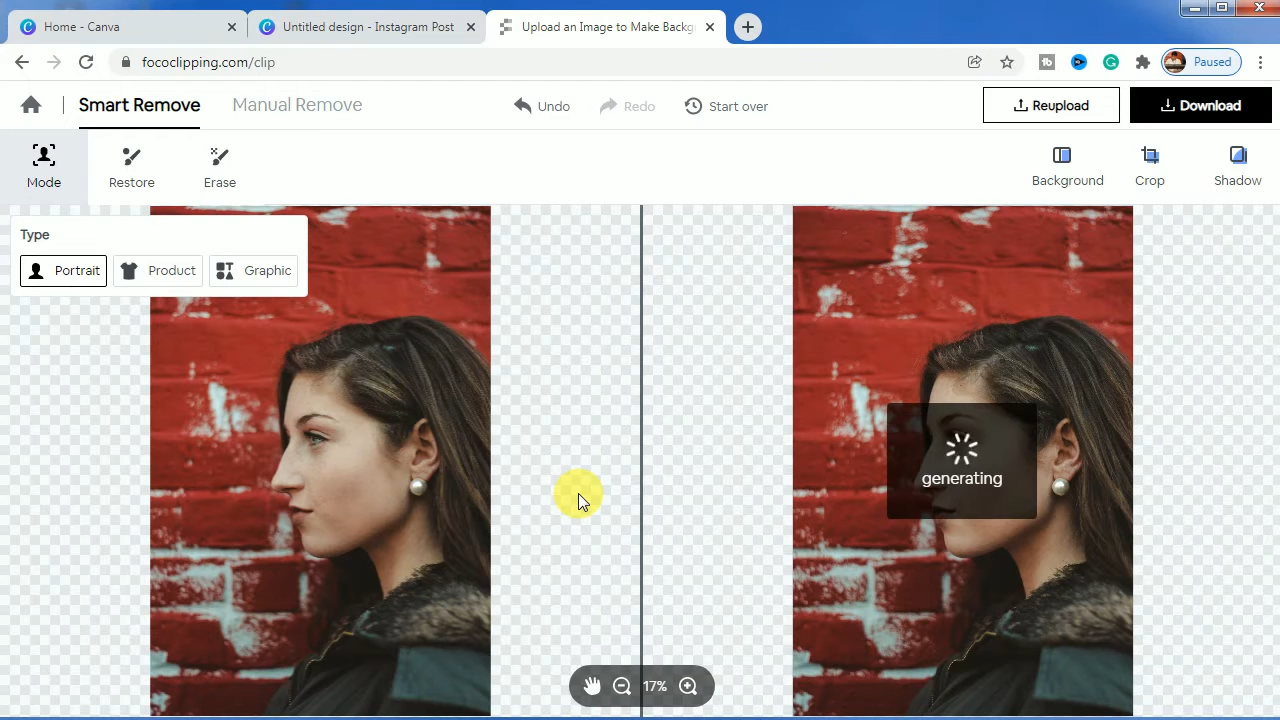 Home - Canva
Untitled design - Instagram Post
Upload an Image to Make Backg
fococlipping.com/clip
Paused
Smart Remove
Manual Remove
Undo
Redo
Start over
Reupload
Download
Mode
Restore
Erase
Background
Crop
Shadow
Type
Portrait
Product
Graphic
generating
17%